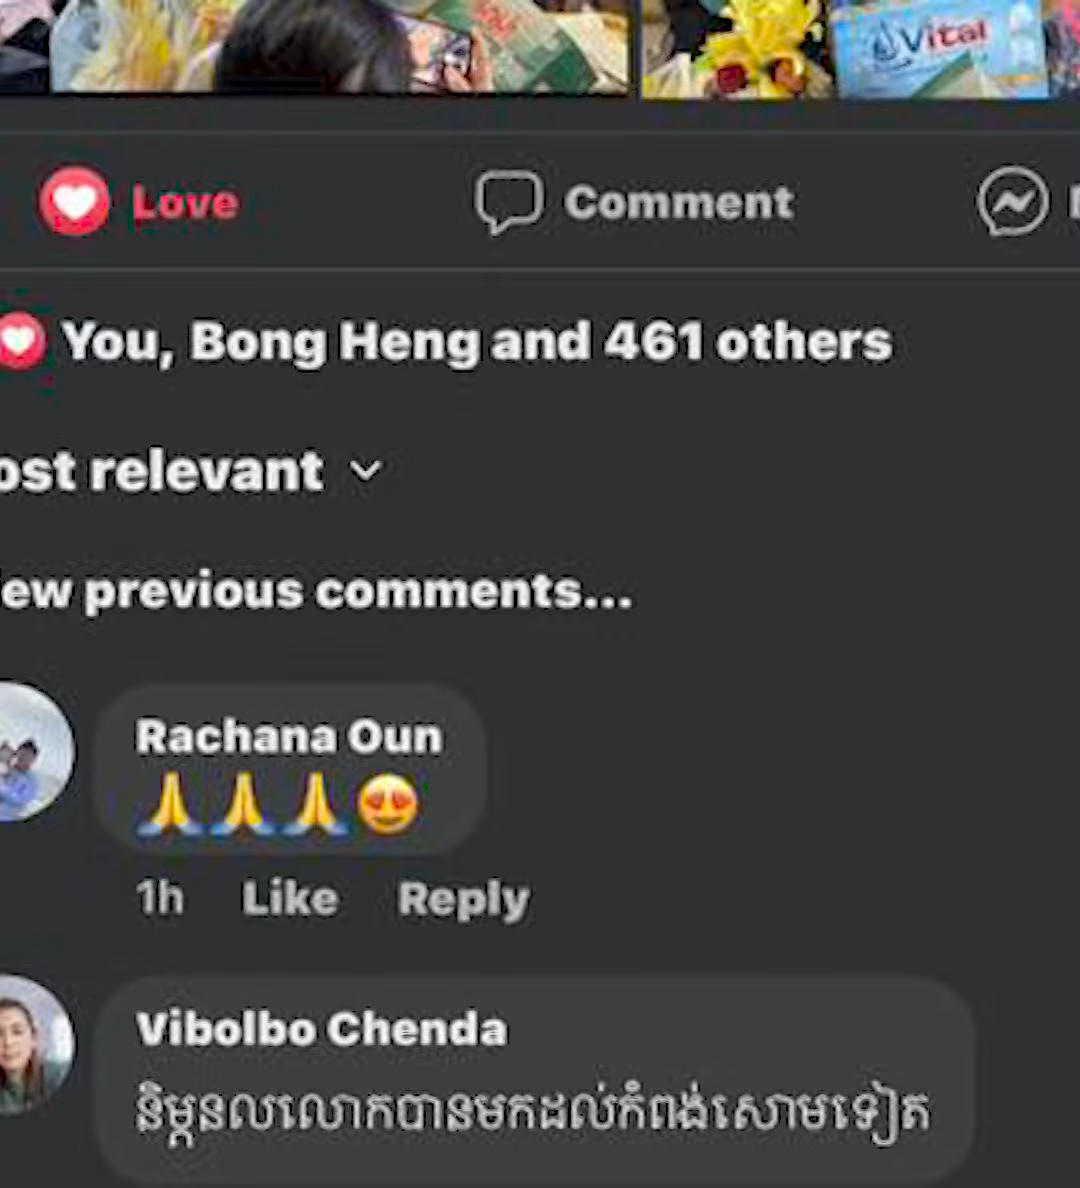 Vital
Love
Comment
You, Bong Heng and 461 others
ost relevant
ew previous comments...
Rachana Oun
🙏🙏🙏😍
1h Like Reply
Vibolbo Chenda
និម្តនលលោកបានមកដល់កំពង់សោមទៀត